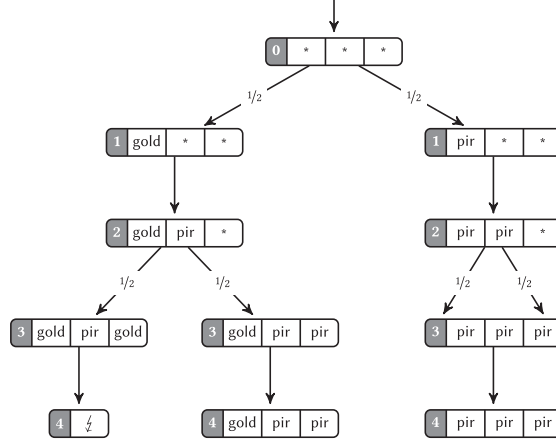 0 * * *
1/2 1/2
1 gold * * 1 pir * *
2 gold pir * 2 pir pir *
1/2 1/2 1/2 1/2
3 gold pir gold 3 gold pir pir 3 pir pir pir
4 ↯ 4 gold pir pir 4 pir pir pir